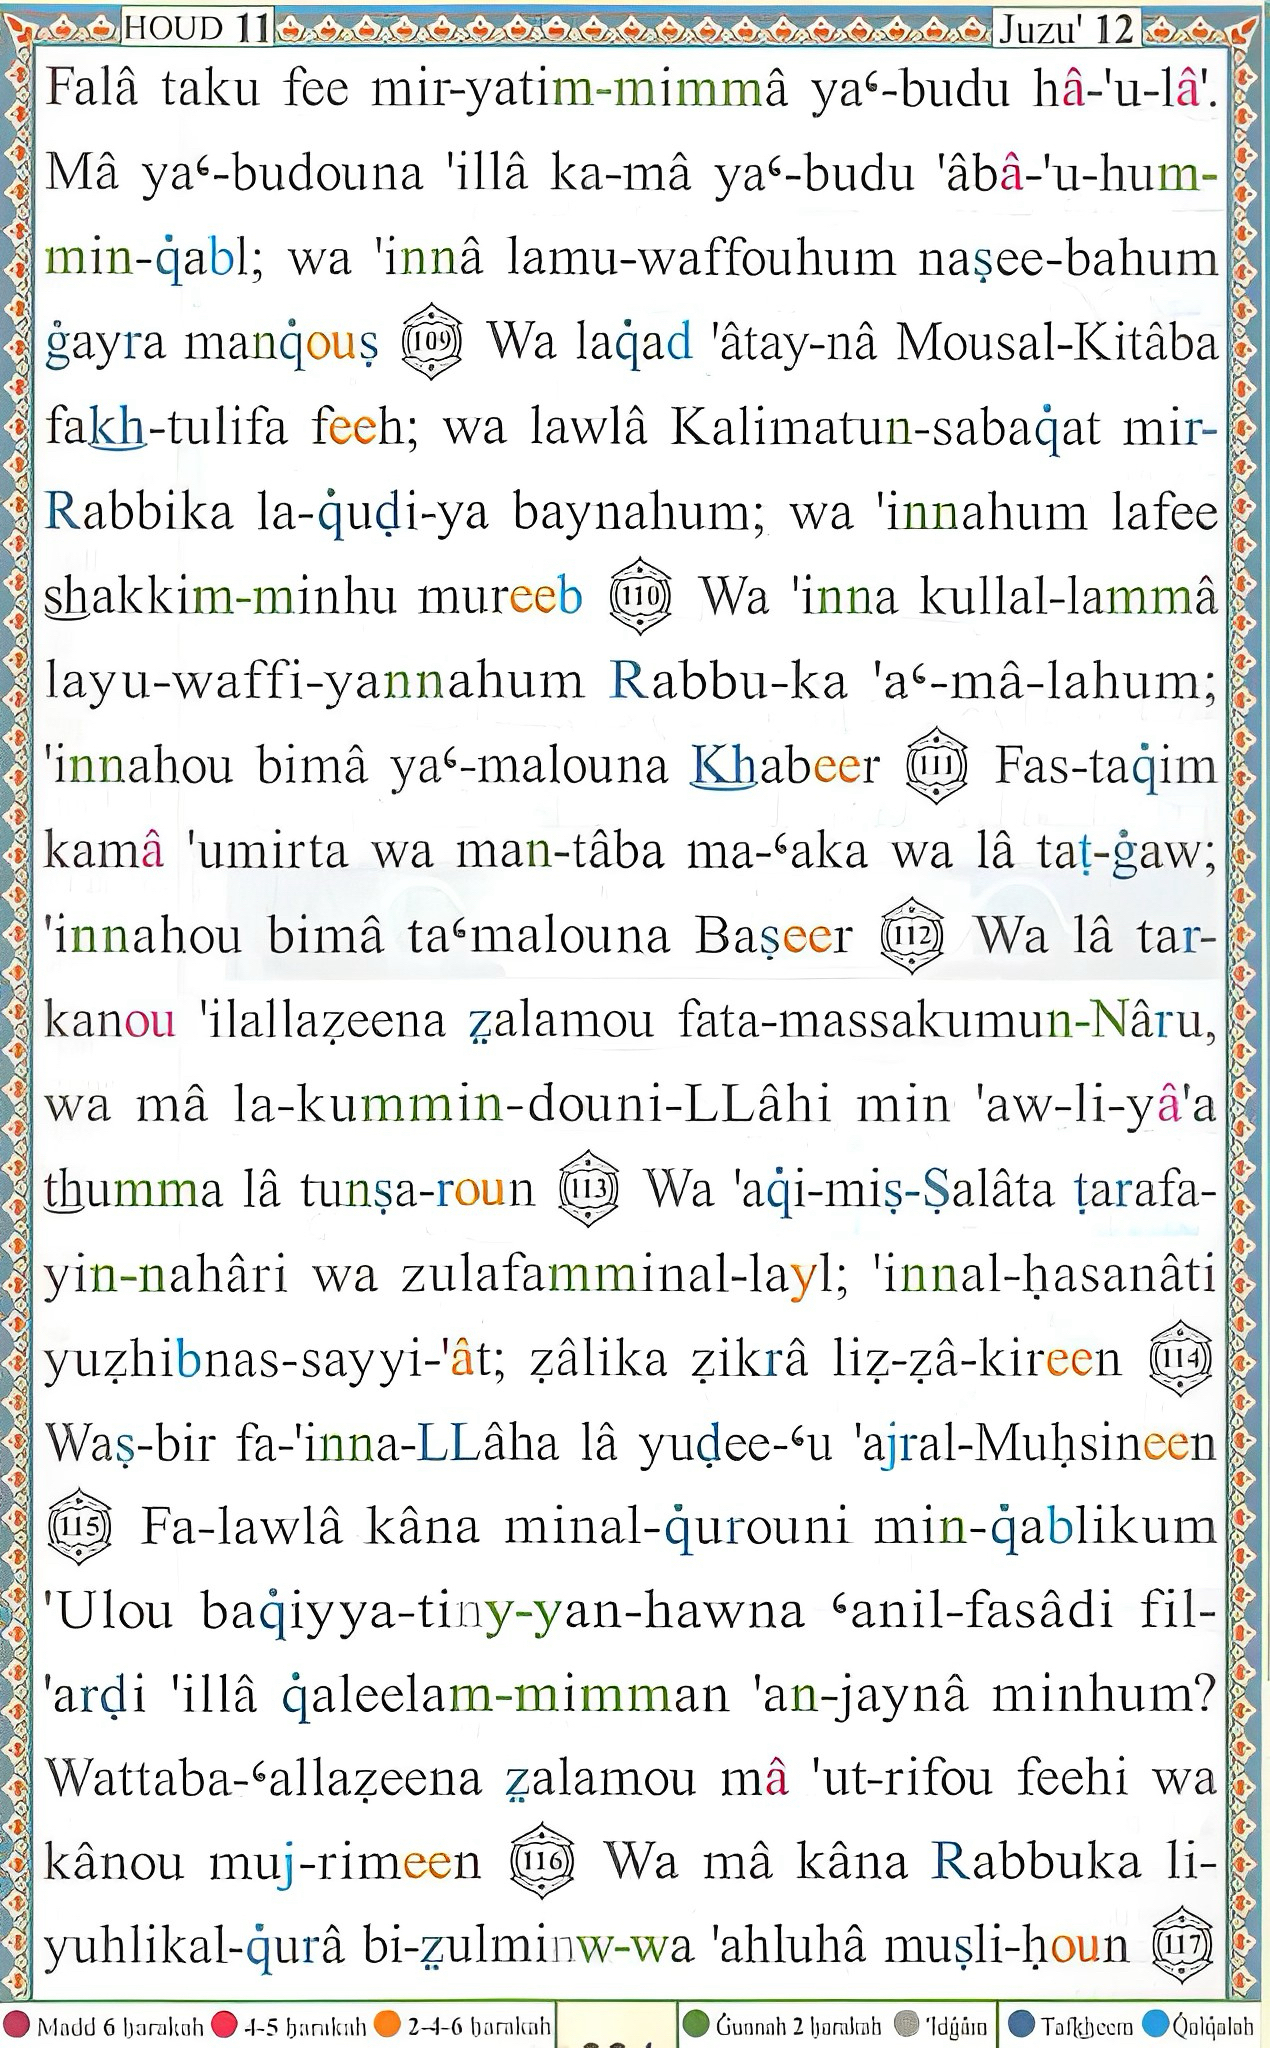 HOUD 11 Juzu' 12
Falâ taku fee mir-yatim-mimmâ yaʿ-budu hâ-'u-lâ'.
Mâ yaʿ-budouna 'illâ ka-mâ yaʿ-budu 'âbâ-'u-hum-
min-q̇abl; wa 'innâ lamu-waffouhum naṣee-bahum
ġayra manq̇ouṣ 109 Wa laq̇ad 'âtay-nâ Mousal-Kitâba
fakh-tulifa feeh; wa lawlâ Kalimatun-sabaq̇at mir-
Rabbika la-q̇uḍi-ya baynahum; wa 'innahum lafee
shakkim-minhu mureeb 110 Wa 'inna kullal-lammâ
layu-waffi-yannahum Rabbu-ka 'aʿ-mâ-lahum;
'innahou bimâ yaʿ-malouna Khabeer 111 Fas-taq̇im
kamâ 'umirta wa man-tâba ma-ʿaka wa lâ taṭ-ġaw;
'innahou bimâ taʿmalouna Baṣeer 112 Wa lâ tar-
kanou 'ilallaẓeena z̤alamou fata-massakumun-Nâru,
wa mâ la-kummin-douni-LLâhi min 'aw-li-yâ'a
thumma lâ tunṣa-roun 113 Wa 'aq̇i-miṣ-Ṣalâta ṭarafa-
yin-nahâri wa zulafamminal-layl; 'innal-ḥasanâti
yuẓhibnas-sayyi-'ât; ẓâlika ẓikrâ liẓ-ẓâ-kireen 114
Waṣ-bir fa-'inna-LLâha lâ yuḍee-ʿu 'ajral-Muḥsineen
115 Fa-lawlâ kâna minal-q̇urouni min-q̇ablikum
'Ulou baq̇iyya-tiny-yan-hawna ʿanil-fasâdi fil-
'arḍi 'illâ q̇aleelam-mimman 'an-jaynâ minhum?
Wattaba-ʿallaẓeena z̤alamou mâ 'ut-rifou feehi wa
kânou muj-rimeen 116 Wa mâ kâna Rabbuka li-
yuhlikal-q̇urâ bi-z̤ulminw-wa 'ahluhâ muṣli-ḥoun 117
Madd 6 ḥarakah 4-5 ḥarakah 2-4-6 ḥarakah Ġunnah 2 ḥarakah 'Idġâm Tafkheem Q̇alq̇alah